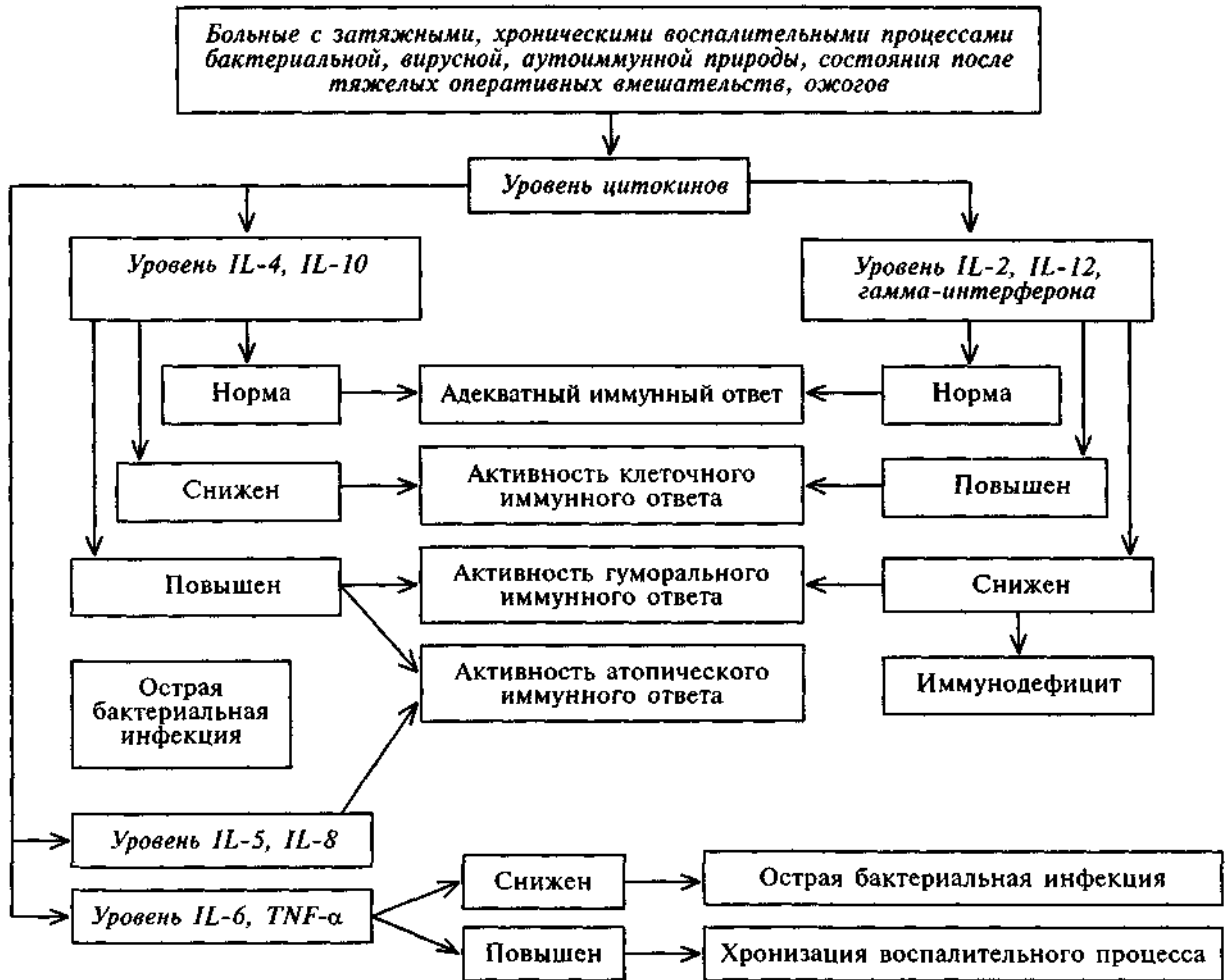 Больные с затяжными, хроническими воспалительными процессами
бактериальной, вирусной, аутоиммунной природы, состояния после
тяжелых оперативных вмешательств, ожогов
Уровень цитокинов
Уровень IL-4, IL-10
Уровень IL-2, IL-12,
гамма-интерферона
Норма
Адекватный иммунный ответ
Норма
Снижен
Активность клеточного
иммунного ответа
Повышен
Повышен
Активность гуморального
иммунного ответа
Снижен
Острая
бактериальная
инфекция
Активность атопического
иммунного ответа
Иммунодефицит
Уровень IL-5, IL-8
Уровень IL-6, TNF-α
Снижен
Острая бактериальная инфекция
Повышен
Хронизация воспалительного процесса